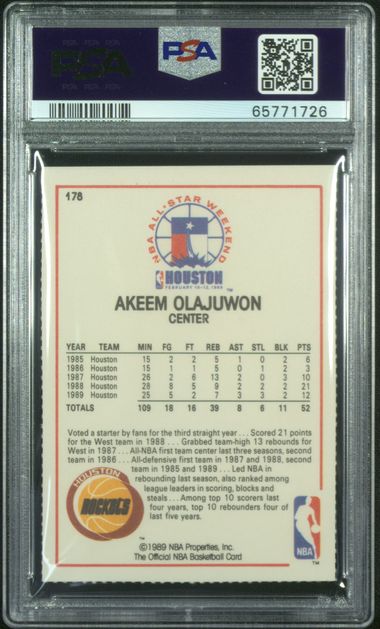 PSA
PSA
65771726
178
NBA ALL-STAR WEEKEND
HOUSTON
FEBRUARY 10-12, 1989
™
AKEEM OLAJUWON
CENTER
YEAR TEAM MIN FG FT REB AST STL BLK PTS
1985 Houston 15 2 2 5 1 0 2 6
1986 Houston 15 1 1 5 0 1 2 3
1987 Houston 26 2 6 13 2 0 3 10
1988 Houston 28 8 5 9 2 2 2 21
1989 Houston 25 5 2 7 3 3 2 12
TOTALS 109 18 16 39 8 6 11 52
Voted a starter by fans for the third straight year . . . Scored 21 points
for the West team in 1988 . . . Grabbed team-high 13 rebounds for
West in 1987 . . . All-NBA first team center last three seasons, second
team in 1986 . . . All-defensive first team in 1987 and 1988, second
team in 1985 and 1989 . . . Led NBA in
rebounding last season, also ranked among
league leaders in scoring, blocks and
steals . . . Among top 10 scorers last
four years, top 10 rebounders four of
last five years.
HOUSTON
ROCKETS
™
©1989 NBA Properties, Inc.
The Official NBA Basketball Card
NBA
™